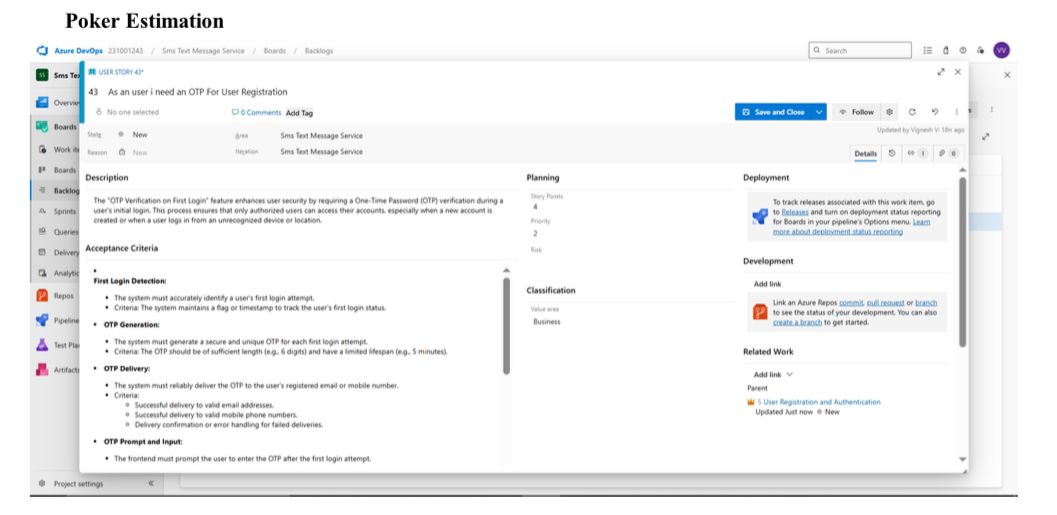 Poker Estimation
Azure DevOps 231001243 / Sms Text Message Service / Boards / Backlogs
Search
VV
Sms Tex
Overview
Boards
Work ite
Boards
Backlog
Sprints
Queries
Delivery
Analytic
Repos
Pipeline
Test Pla
Artifacts
Project settings
USER STORY 43*
43 As an user i need an OTP For User Registration
No one selected
0 Comments Add Tag
Save and Close
Follow
State New
Area Sms Text Message Service
Updated by Vignesh V: 18m ago
Reason New
Iteration Sms Text Message Service
Details
1
0
Description
The "OTP Verification on First Login" feature enhances user security by requiring a One-Time Password (OTP) verification during a
user's initial login. This process ensures that only authorized users can access their accounts, especially when a new account is
created or when a user logs in from an unrecognized device or location.
Acceptance Criteria
First Login Detection:
• The system must accurately identify a user's first login attempt.
• Criteria: The system maintains a flag or timestamp to track the user's first login status.
• OTP Generation:
• The system must generate a secure and unique OTP for each first login attempt.
• Criteria: The OTP should be of sufficient length (e.g., 6 digits) and have a limited lifespan (e.g., 5 minutes).
• OTP Delivery:
• The system must reliably deliver the OTP to the user's registered email or mobile number.
• Criteria:
Successful delivery to valid email addresses.
Successful delivery to valid mobile phone numbers.
Delivery confirmation or error handling for failed deliveries.
• OTP Prompt and Input:
• The frontend must prompt the user to enter the OTP after the first login attempt.
Planning
Story Points
4
Priority
2
Risk
Classification
Value area
Business
Deployment
To track releases associated with this work item, go
to Releases and turn on deployment status reporting
for Boards in your pipeline's Options menu. Learn
more about deployment status reporting
Development
Add link
Link an Azure Repos commit, pull request or branch
to see the status of your development. You can also
create a branch to get started.
Related Work
Add link
Parent
5 User Registration and Authentication
Updated Just now New